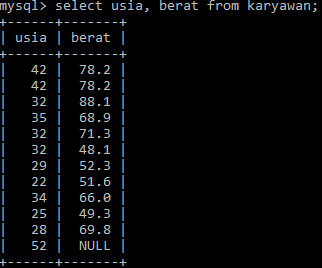 mysql> select usia, berat from karyawan;
+------+-------+
| usia | berat |
+------+-------+
| 42 | 78.2 |
| 42 | 78.2 |
| 32 | 88.1 |
| 35 | 68.9 |
| 32 | 71.3 |
| 32 | 48.1 |
| 29 | 52.3 |
| 22 | 51.6 |
| 34 | 66.0 |
| 25 | 49.3 |
| 28 | 69.8 |
| 52 | NULL |
+------+-------+